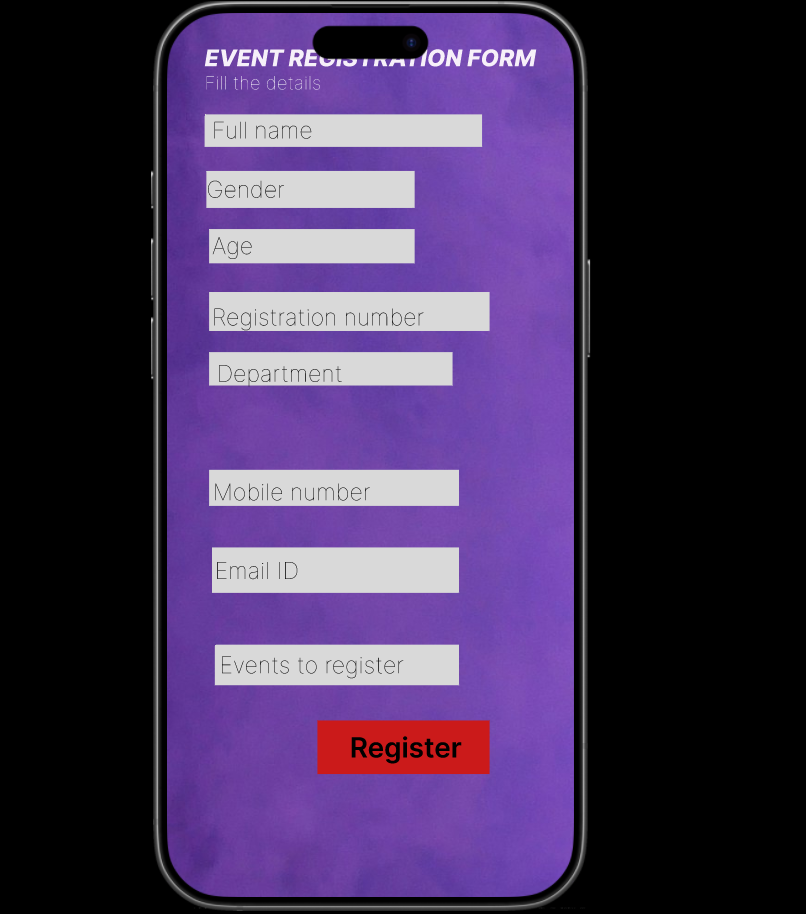 EVENT REGISTRATION FORM
Fill the details
Full name
Gender
Age
Registration number
Department
Mobile number
Email ID
Events to register
Register